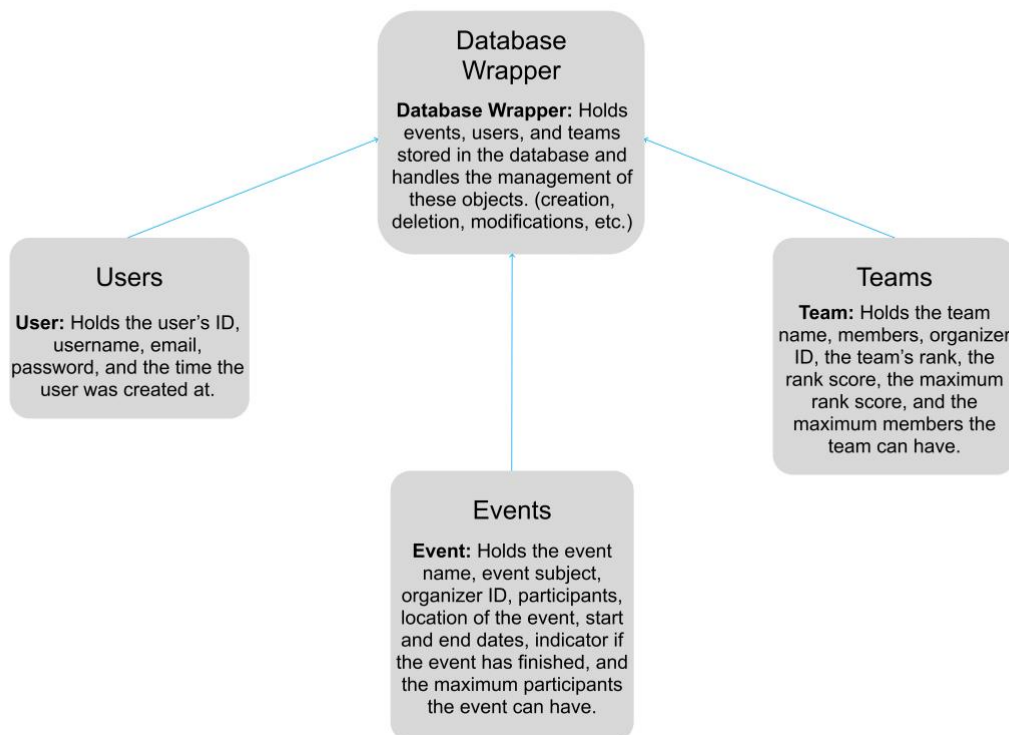 Database
Wrapper
Database Wrapper: Holds
events, users, and teams
stored in the database and
handles the management of
these objects. (creation,
deletion, modifications, etc.)
Users
User: Holds the user’s ID,
username, email,
password, and the time the
user was created at.
Teams
Team: Holds the team
name, members, organizer
ID, the team’s rank, the
rank score, the maximum
rank score, and the
maximum members the
team can have.
Events
Event: Holds the event
name, event subject,
organizer ID, participants,
location of the event, start
and end dates, indicator if
the event has finished, and
the maximum participants
the event can have.